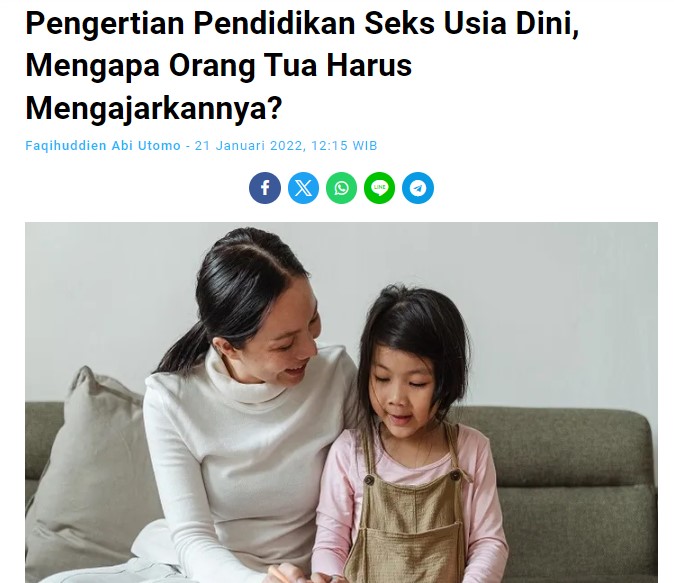 Pengertian Pendidikan Seks Usia Dini,
Mengapa Orang Tua Harus
Mengajarkannya?
Faqihuddien Abi Utomo - 21 Januari 2022, 12:15 WIB
LINE